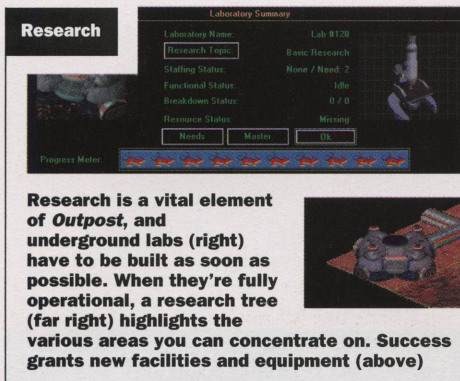 Research
Laboratory Summary
Laboratory Name: Lab #120
Research Topic: Basic Research
Staffing Status: None / Need: 2
Functional Status: Idle
Breakdown Status: 0 / 0
Resource Status: Missing
Needs Master Ok
Progress Meter
Research is a vital element
of Outpost, and
underground labs (right)
have to be built as soon as
possible. When they're fully
operational, a research tree
(far right) highlights the
various areas you can concentrate on. Success
grants new facilities and equipment (above)